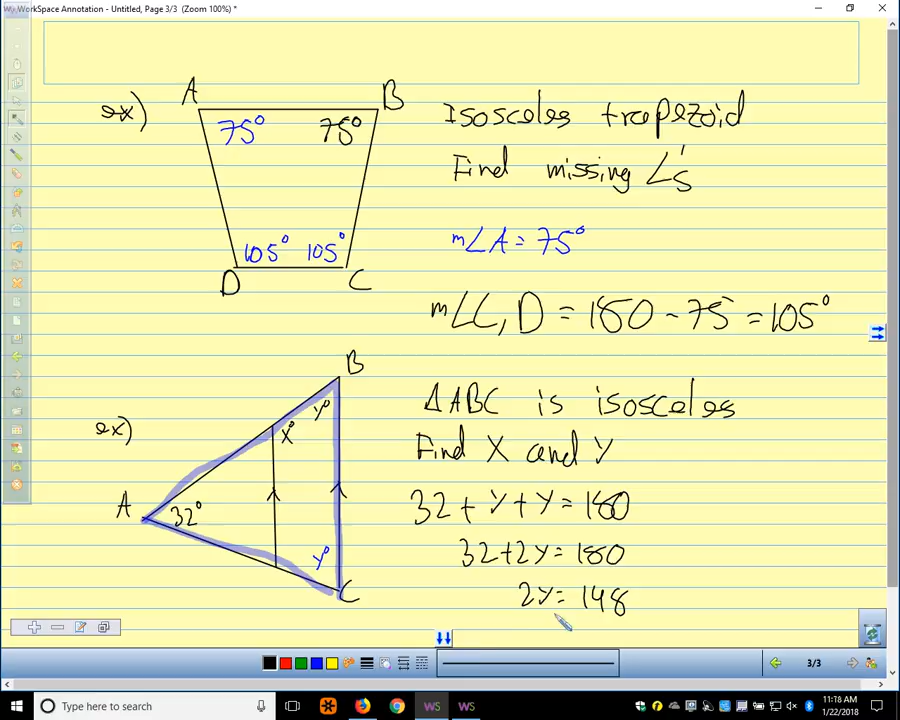 WorkSpace Annotation - Untitled, Page 3/3 (Zoom 100%) *
ex)
A
B
75°
75°
105°
105°
D
C
Isosceles trapezoid
Find missing ∠'s
m∠A = 75°
m∠C, D = 180 - 75 = 105°
ex)
B
y°
x°
A
32°
y°
C
ΔABC is isosceles
Find X and Y
32 + y + y = 180
32 + 2y = 180
2y = 148
3/3
Type here to search
WS
WS
11:18 AM
1/22/2018